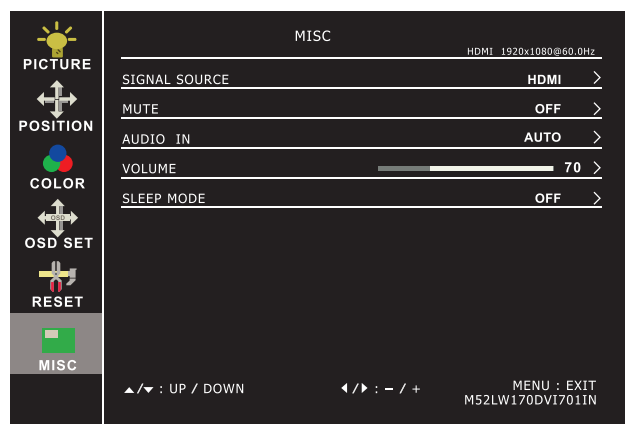 MISC
HDMI 1920x1080@60.0Hz
PICTURE
POSITION
COLOR
OSD
OSD SET
RESET
MISC
SIGNAL SOURCE HDMI
MUTE OFF
AUDIO IN AUTO
VOLUME 70
SLEEP MODE OFF
▲/▼ : UP / DOWN ◀/▶ : – / + MENU : EXIT
M52LW170DVI701IN